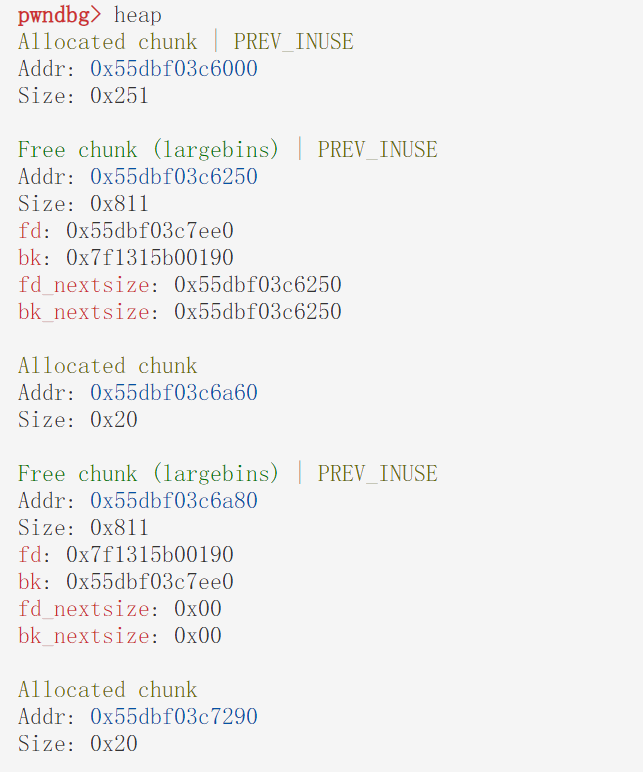 pwndbg> heap
Allocated chunk | PREV_INUSE
Addr: 0x55dbf03c6000
Size: 0x251
Free chunk (largebins) | PREV_INUSE
Addr: 0x55dbf03c6250
Size: 0x811
fd: 0x55dbf03c7ee0
bk: 0x7f1315b00190
fd_nextsize: 0x55dbf03c6250
bk_nextsize: 0x55dbf03c6250
Allocated chunk
Addr: 0x55dbf03c6a60
Size: 0x20
Free chunk (largebins) | PREV_INUSE
Addr: 0x55dbf03c6a80
Size: 0x811
fd: 0x7f1315b00190
bk: 0x55dbf03c7ee0
fd_nextsize: 0x00
bk_nextsize: 0x00
Allocated chunk
Addr: 0x55dbf03c7290
Size: 0x20